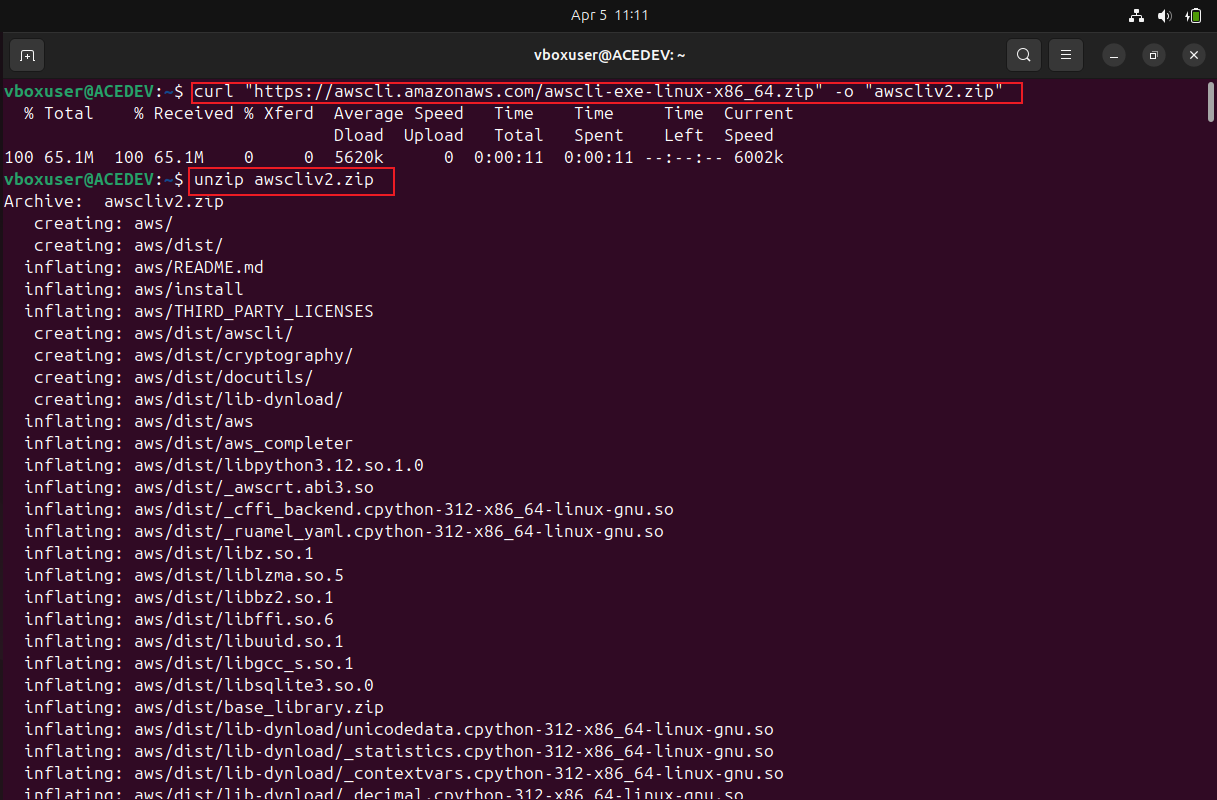 Apr 5 11:11
vboxuser@ACEDEV: ~
vboxuser@ACEDEV:~$ curl "https://awscli.amazonaws.com/awscli-exe-linux-x86_64.zip" -o "awscliv2.zip"
  % Total    % Received % Xferd  Average Speed   Time    Time     Time  Current
                                 Dload  Upload   Total   Spent    Left  Speed
100 65.1M  100 65.1M    0     0  5620k      0  0:00:11  0:00:11 --:--:-- 6002k
vboxuser@ACEDEV:~$ unzip awscliv2.zip
Archive:  awscliv2.zip
   creating: aws/
   creating: aws/dist/
  inflating: aws/README.md
  inflating: aws/install
  inflating: aws/THIRD_PARTY_LICENSES
   creating: aws/dist/awscli/
   creating: aws/dist/cryptography/
   creating: aws/dist/docutils/
   creating: aws/dist/lib-dynload/
  inflating: aws/dist/aws
  inflating: aws/dist/aws_completer
  inflating: aws/dist/libpython3.12.so.1.0
  inflating: aws/dist/_awscrt.abi3.so
  inflating: aws/dist/_cffi_backend.cpython-312-x86_64-linux-gnu.so
  inflating: aws/dist/_ruamel_yaml.cpython-312-x86_64-linux-gnu.so
  inflating: aws/dist/libz.so.1
  inflating: aws/dist/liblzma.so.5
  inflating: aws/dist/libbz2.so.1
  inflating: aws/dist/libffi.so.6
  inflating: aws/dist/libuuid.so.1
  inflating: aws/dist/libgcc_s.so.1
  inflating: aws/dist/libsqlite3.so.0
  inflating: aws/dist/base_library.zip
  inflating: aws/dist/lib-dynload/unicodedata.cpython-312-x86_64-linux-gnu.so
  inflating: aws/dist/lib-dynload/_statistics.cpython-312-x86_64-linux-gnu.so
  inflating: aws/dist/lib-dynload/_contextvars.cpython-312-x86_64-linux-gnu.so
  inflating: aws/dist/lib-dynload/_decimal.cpython-312-x86_64-linux-gnu.so